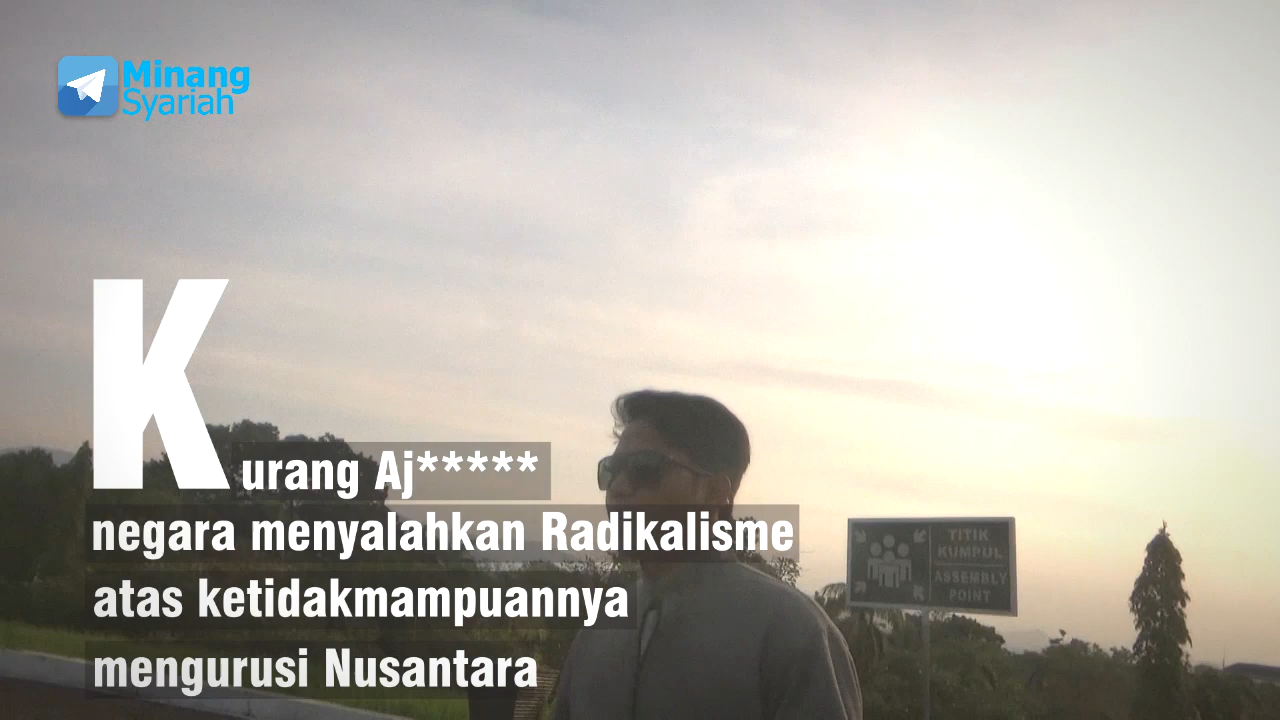 Minang
Syariah
Kurang Aj*****
negara menyalahkan Radikalisme
atas ketidakmampuannya
mengurusi Nusantara
TITIK
KUMPUL
ASSEMBLY
POINT